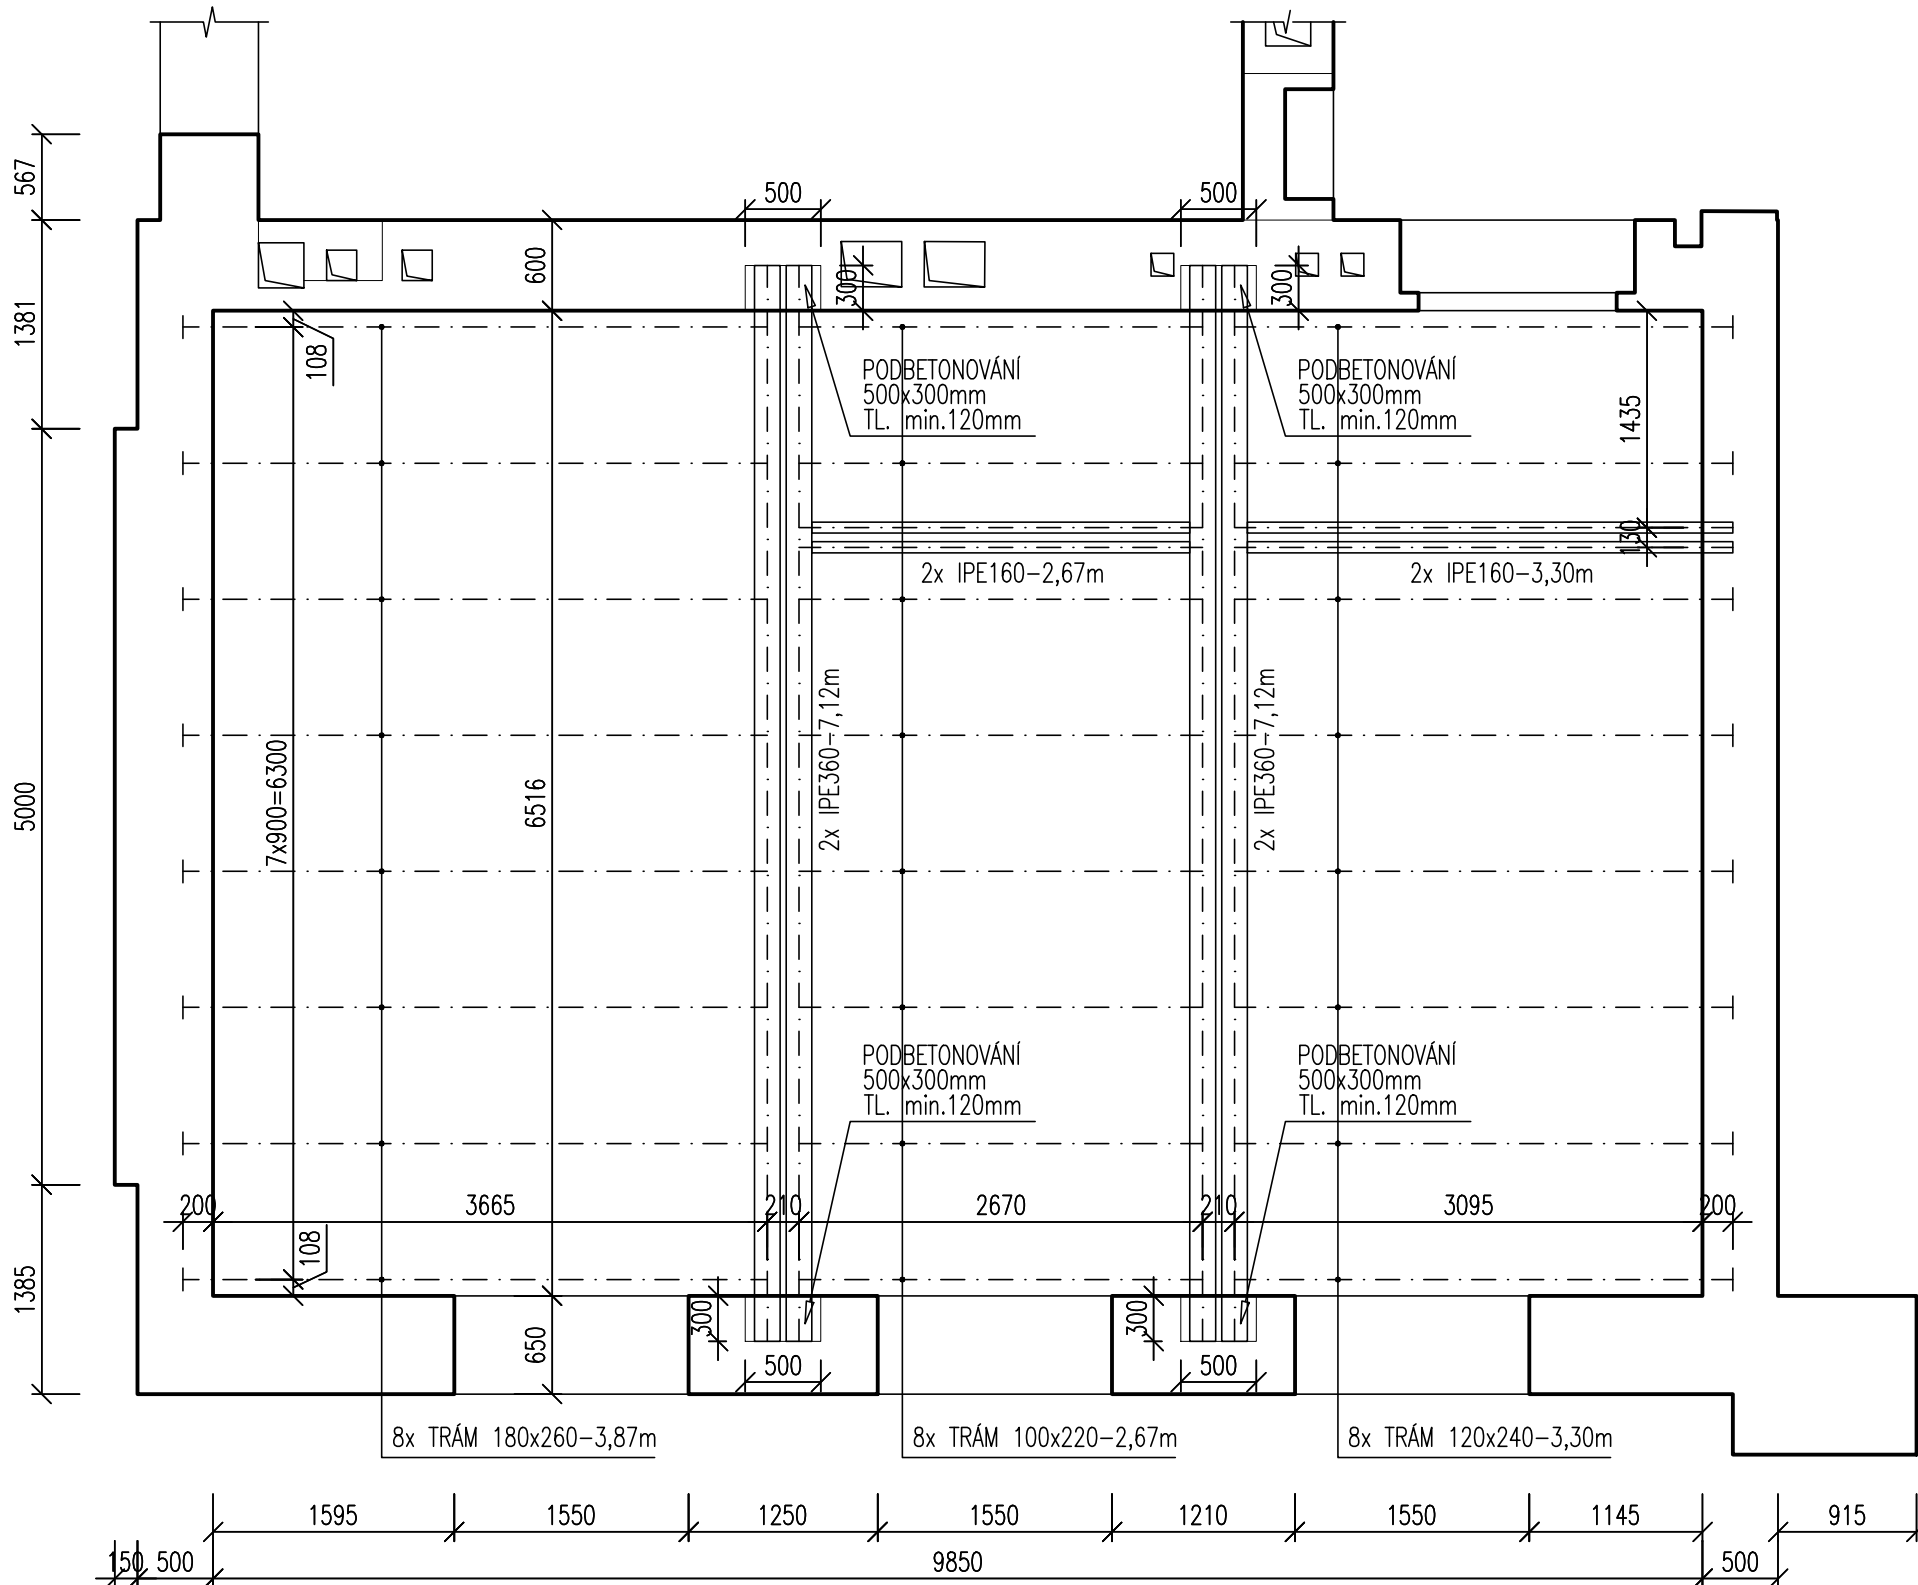 500
500
567
600
300
300
1381
108
PODBETONOVÁNÍ
500x300mm
TL. min.120mm
PODBETONOVÁNÍ
500x300mm
TL. min.120mm
1435
130
2x IPE160-2,67m
2x IPE160-3,30m
2x IPE360-7,12m
2x IPE360-7,12m
5000
7x900=6300
6516
PODBETONOVÁNÍ
500x300mm
TL. min.120mm
PODBETONOVÁNÍ
500x300mm
TL. min.120mm
200
3665
210
2670
210
3095
200
108
1385
300
300
650
500
500
8x TRÁM 180x260-3,87m
8x TRÁM 100x220-2,67m
8x TRÁM 120x240-3,30m
1595
1550
1250
1550
1210
1550
1145
915
150
500
9850
500